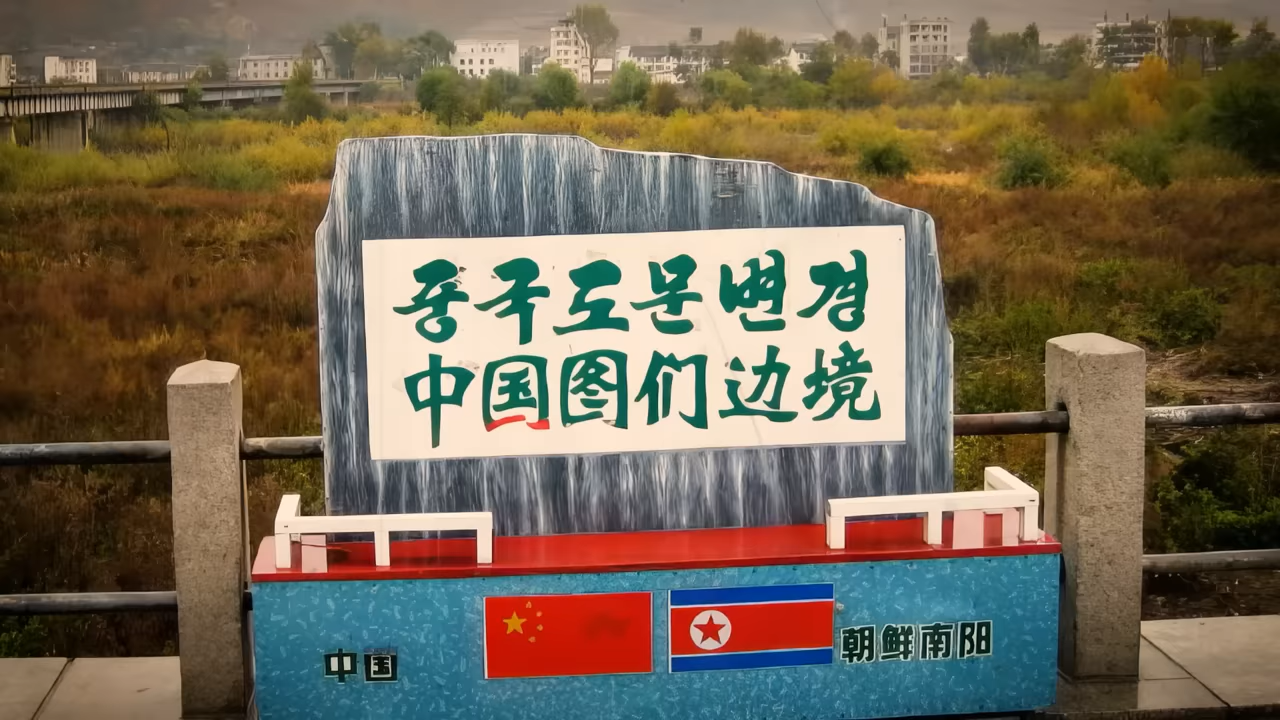 중국도문변경
中国图们边境
中国
朝鲜南阳